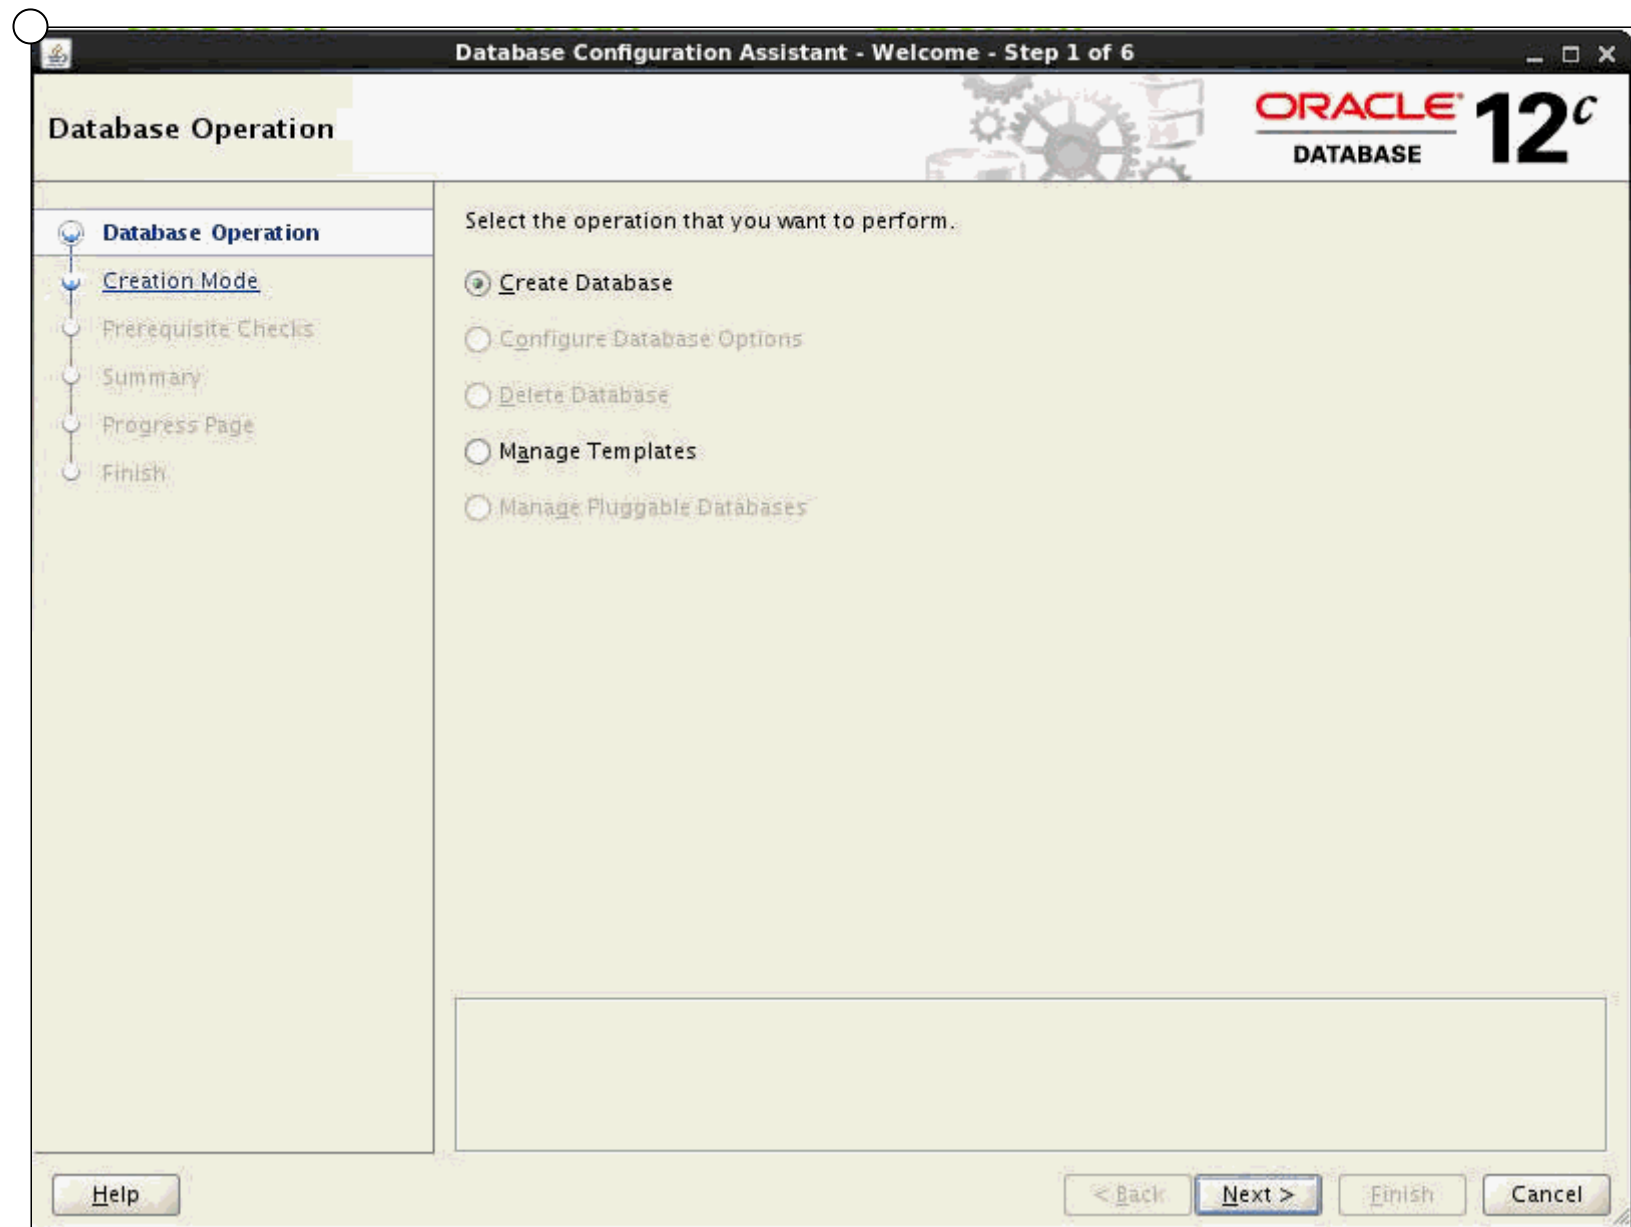 Database Configuration Assistant - Welcome - Step 1 of 6
Database Operation
ORACLE
DATABASE
12c
Database Operation
Creation Mode
Prerequisite Checks
Summary
Progress Page
Finish
Select the operation that you want to perform.
Create Database
Configure Database Options
Delete Database
Manage Templates
Manage Pluggable Databases
Help
< Back
Next >
Finish
Cancel